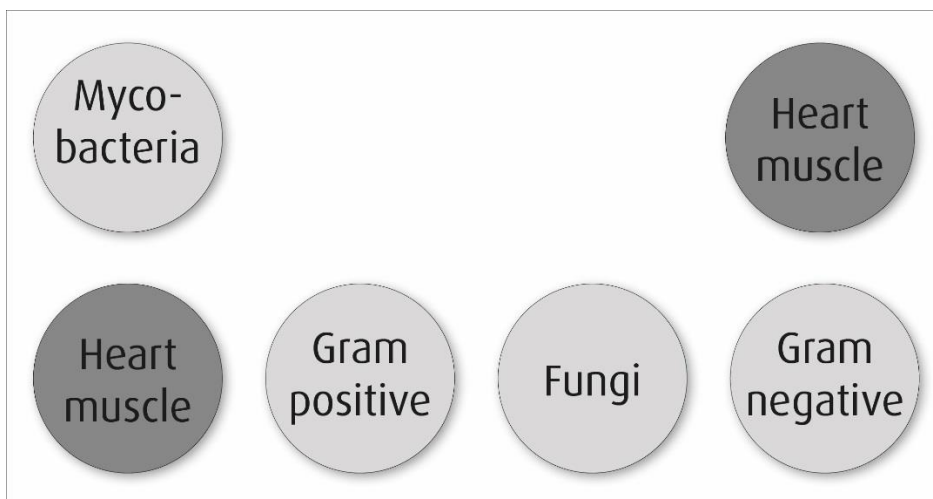 Myco-
bacteria
Heart
muscle
Heart
muscle
Gram
positive
Fungi
Gram
negative